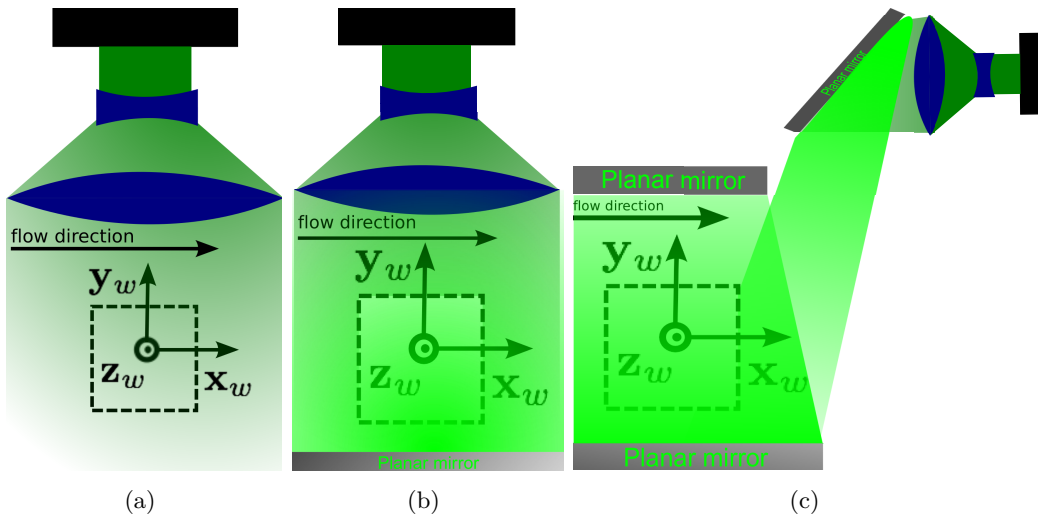 flow direction
y_w
z_w
x_w
(a)
flow direction
y_w
z_w
x_w
Planar mirror
(b)
Planar mirror
Planar mirror
flow direction
y_w
z_w
x_w
Planar mirror
(c)